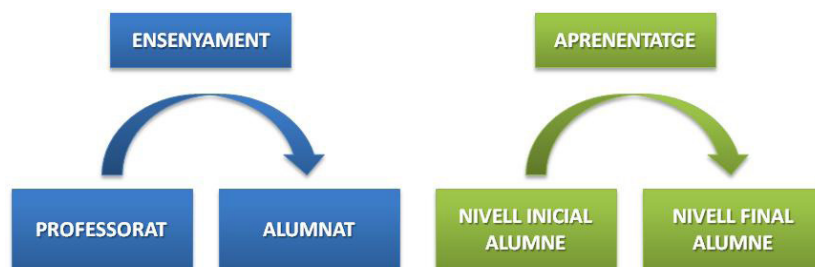 ENSENYAMENT
APRENENTATGE
PROFESSORAT
ALUMNAT
NIVELL INICIAL
ALUMNE
NIVELL FINAL
ALUMNE